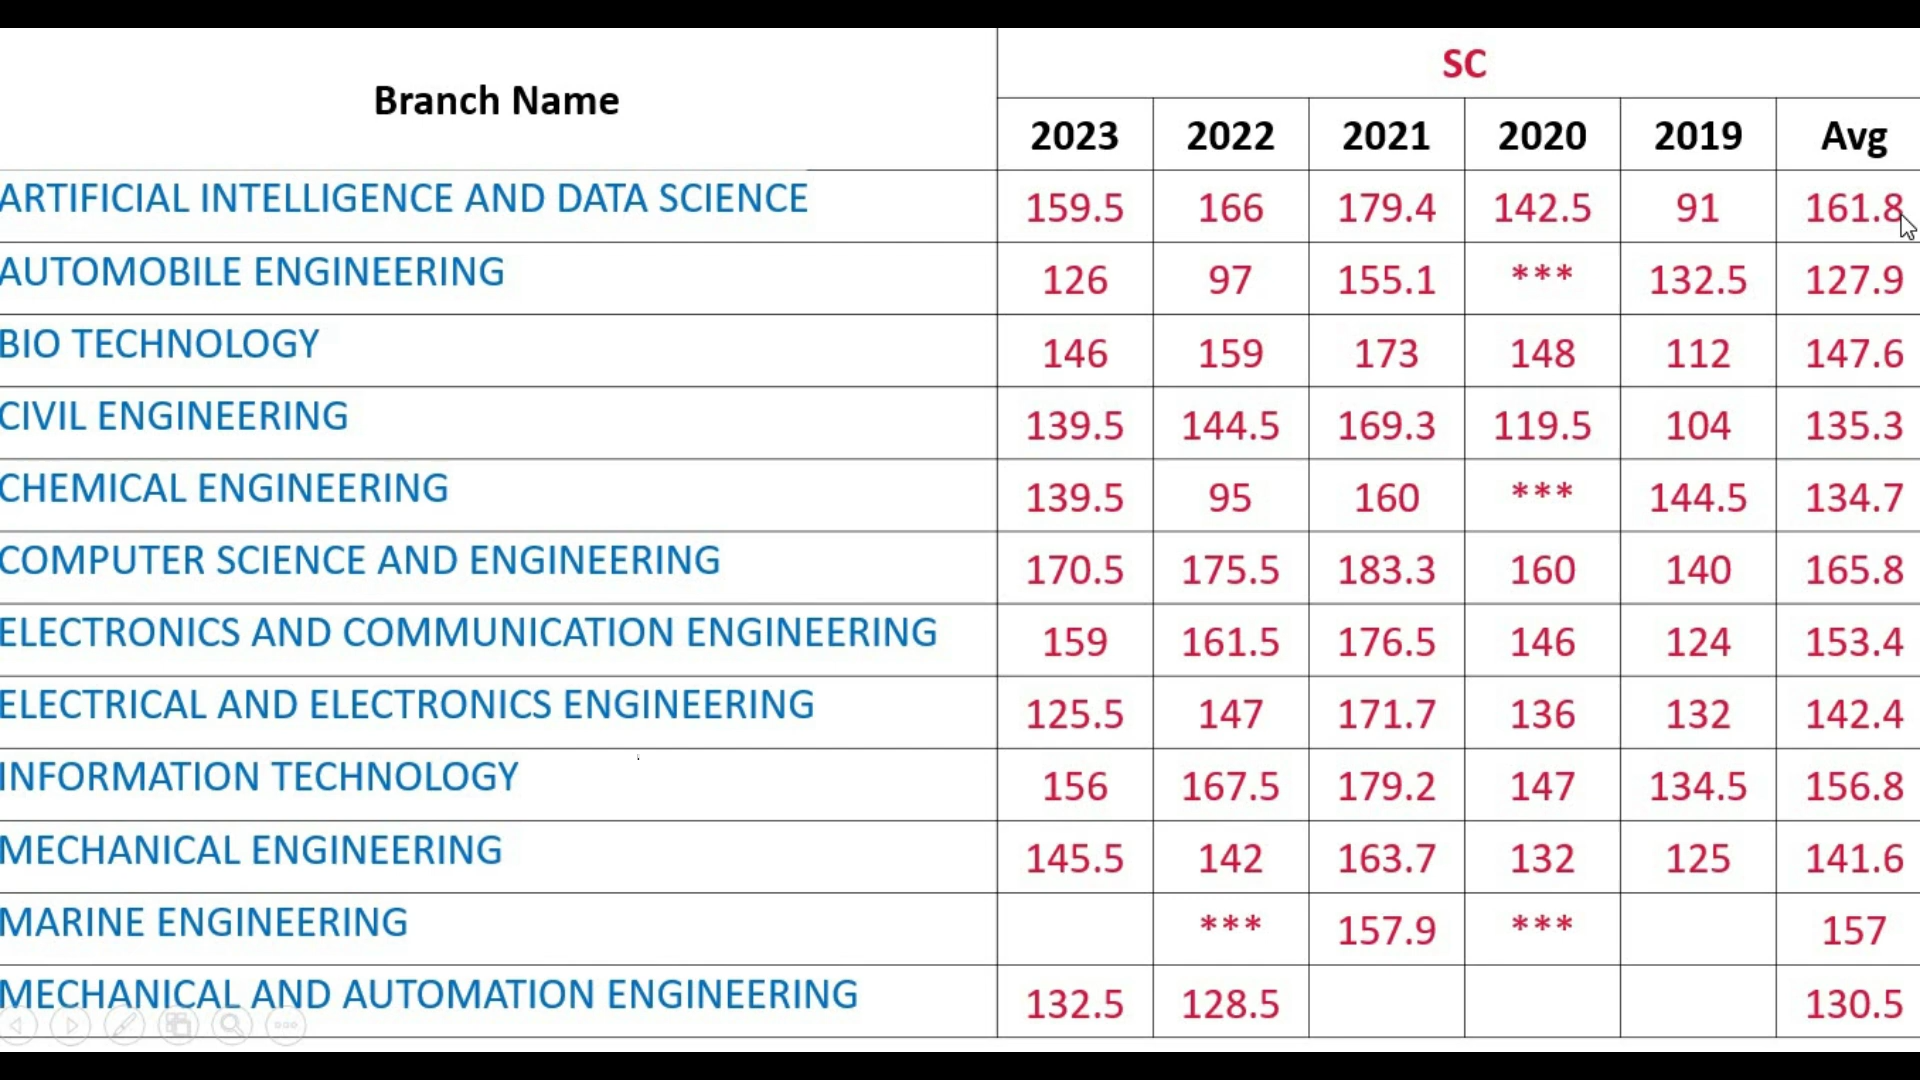 Branch Name
SC
2023 2022 2021 2020 2019 Avg
ARTIFICIAL INTELLIGENCE AND DATA SCIENCE 159.5 166 179.4 142.5 91 161.8
AUTOMOBILE ENGINEERING 126 97 155.1 *** 132.5 127.9
BIO TECHNOLOGY 146 159 173 148 112 147.6
CIVIL ENGINEERING 139.5 144.5 169.3 119.5 104 135.3
CHEMICAL ENGINEERING 139.5 95 160 *** 144.5 134.7
COMPUTER SCIENCE AND ENGINEERING 170.5 175.5 183.3 160 140 165.8
ELECTRONICS AND COMMUNICATION ENGINEERING 159 161.5 176.5 146 124 153.4
ELECTRICAL AND ELECTRONICS ENGINEERING 125.5 147 171.7 136 132 142.4
INFORMATION TECHNOLOGY 156 167.5 179.2 147 134.5 156.8
MECHANICAL ENGINEERING 145.5 142 163.7 132 125 141.6
MARINE ENGINEERING *** 157.9 *** 157
MECHANICAL AND AUTOMATION ENGINEERING 132.5 128.5 130.5